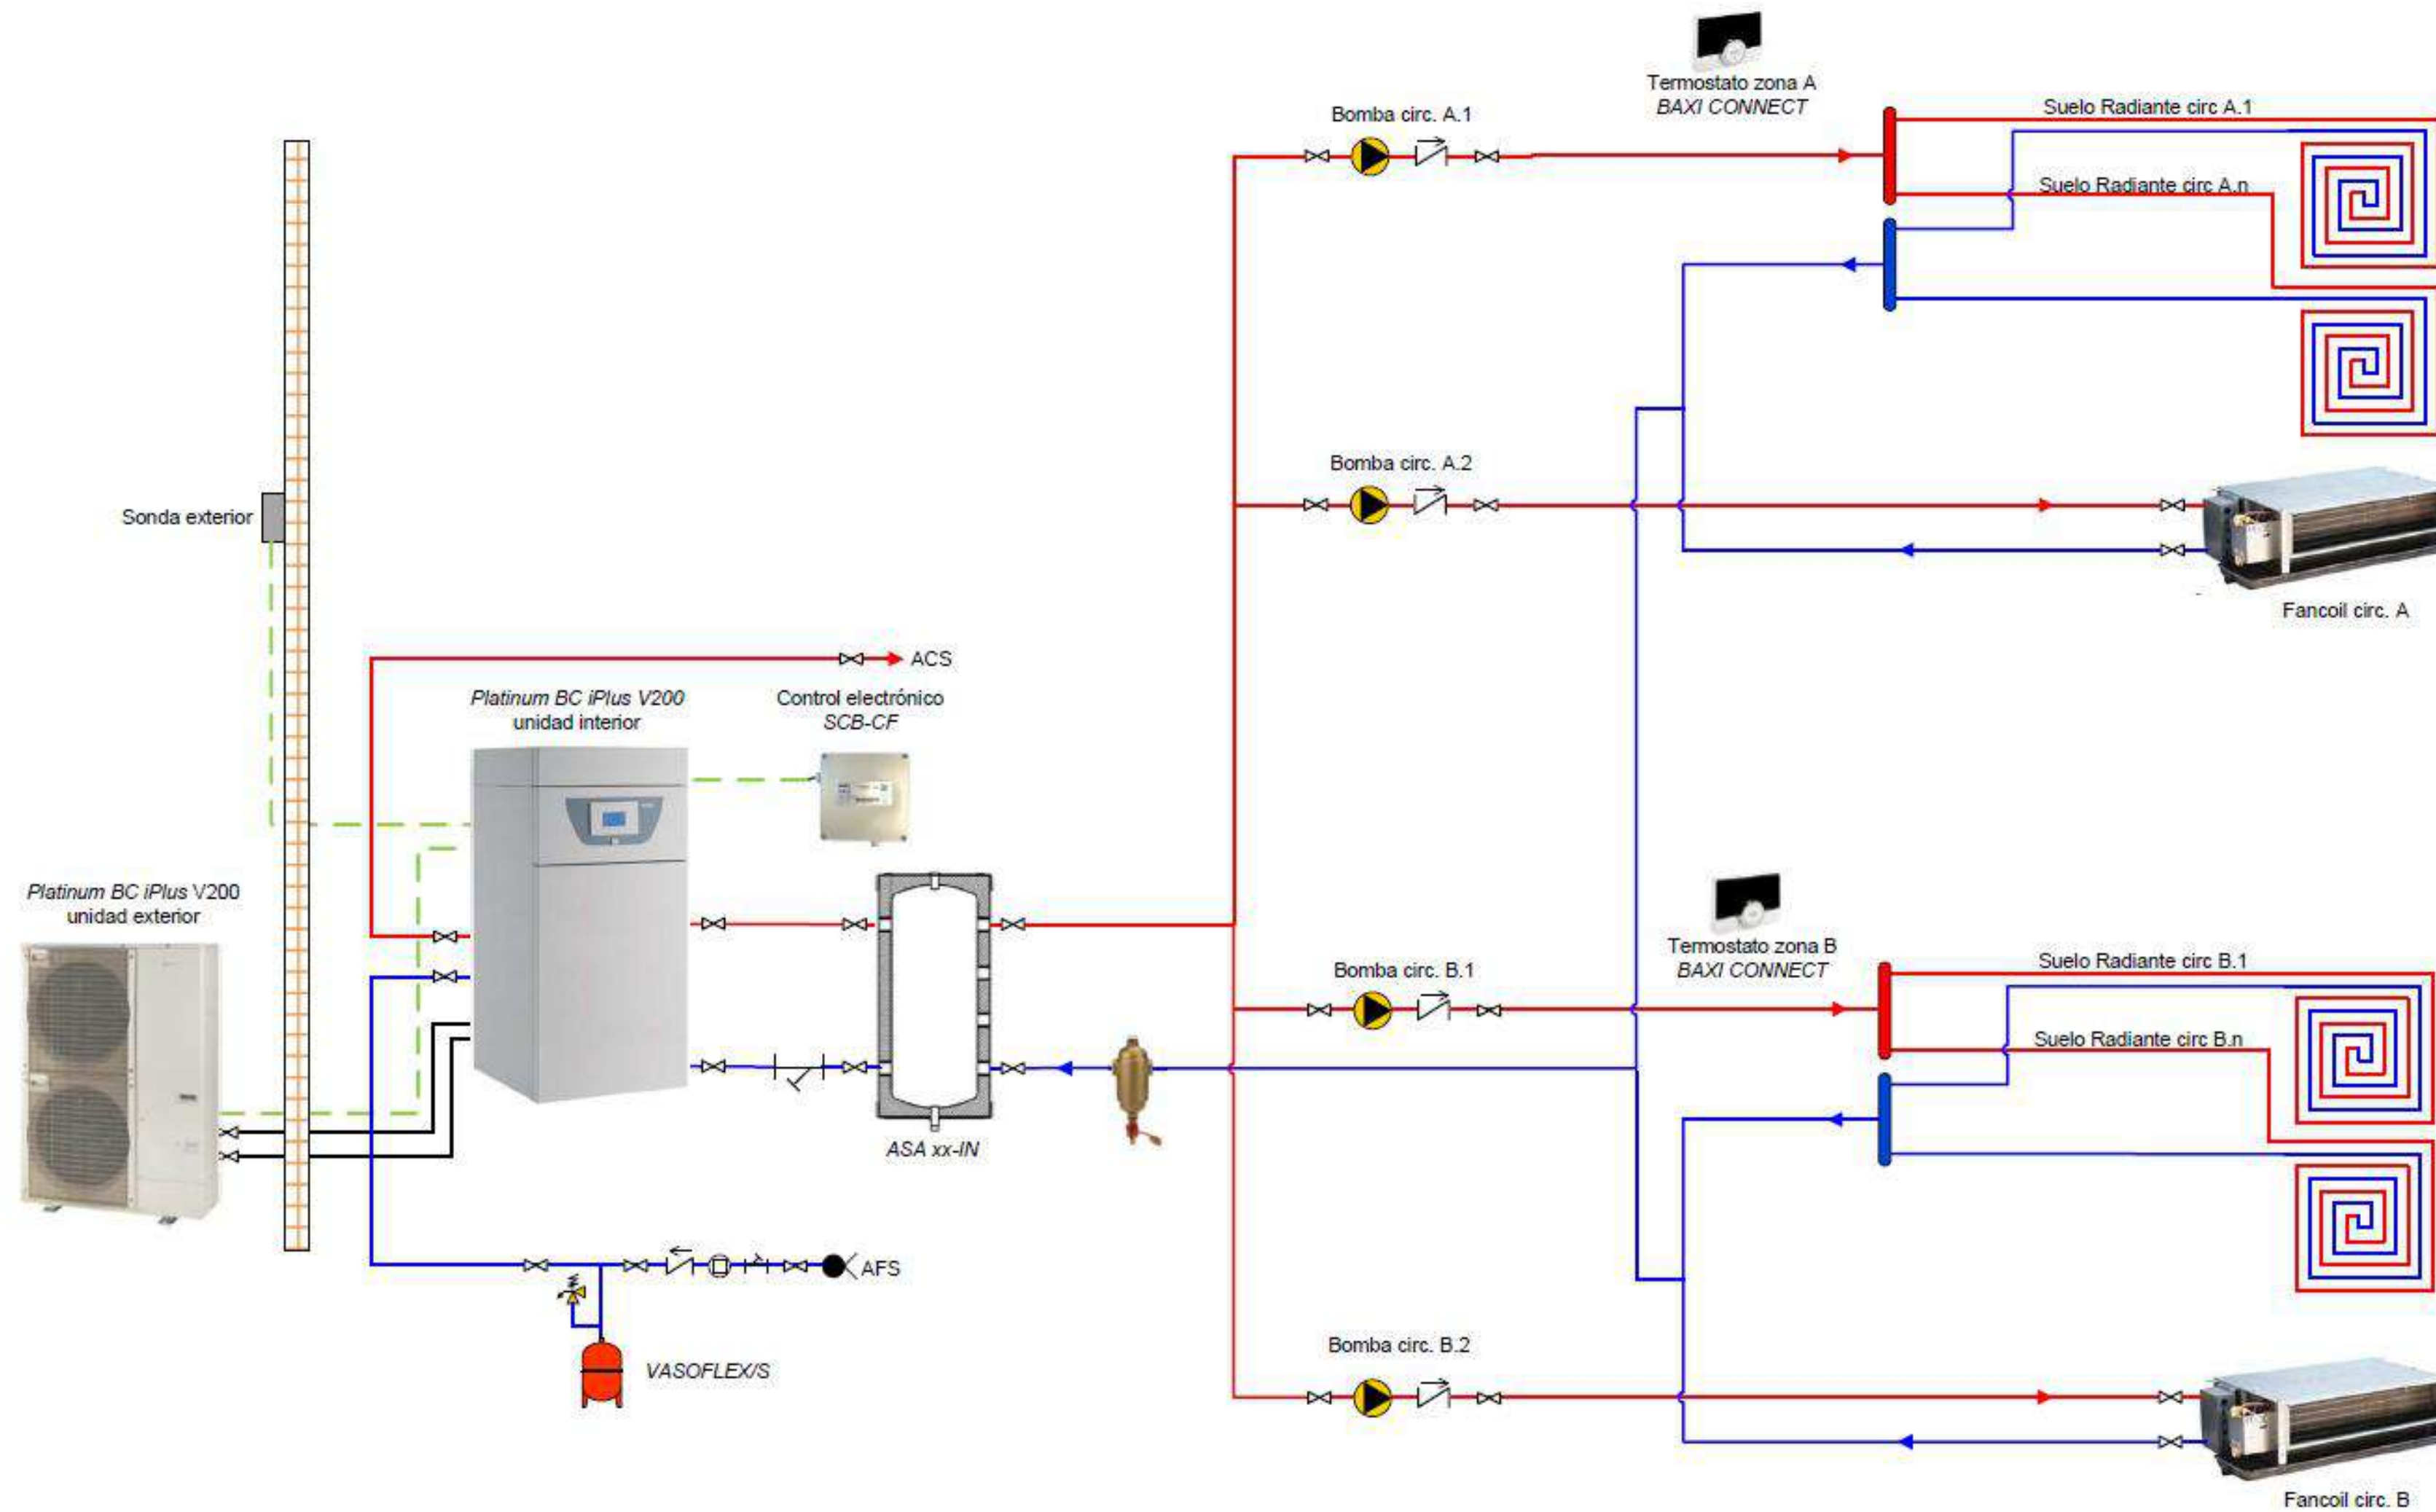 Termostato zona A
BAXI CONNECT
Bomba circ. A.1
Suelo Radiante circ A.1
Suelo Radiante circ A.n
Bomba circ. A.2
Sonda exterior
Fancoil circ. A
ACS
Platinum BC iPlus V200
unidad interior
Control electrónico
SCB-CF
Platinum BC iPlus V200
unidad exterior
Termostato zona B
BAXI CONNECT
Bomba circ. B.1
Suelo Radiante circ B.1
Suelo Radiante circ B.n
ASA xx-IN
AFS
VASOFLEX/S
Bomba circ. B.2
Fancoil circ. B